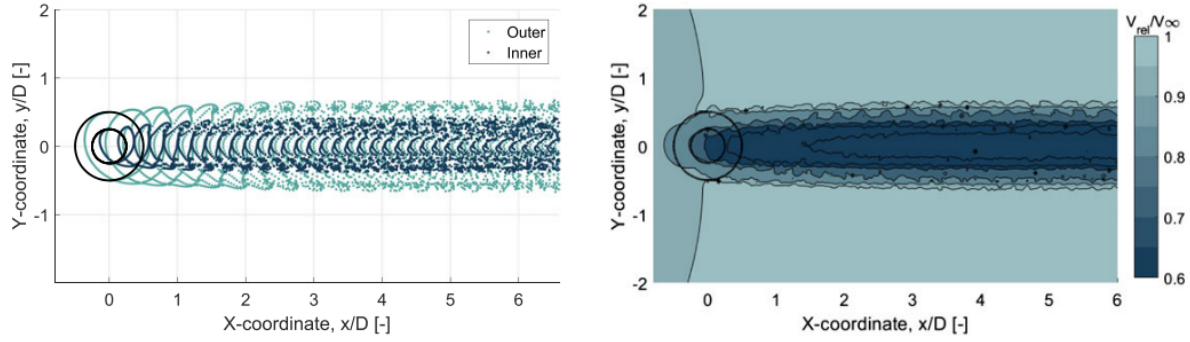 Outer
Inner
2
1
0
-1
Y-coordinate, y/D [-]
0 1 2 3 4 5 6
X-coordinate, x/D [-]
2
1
0
-1
-2
Y-coordinate, y/D [-]
0 1 2 3 4 5 6
X-coordinate, x/D [-]
V_rel/V∞
1
0.9
0.8
0.7
0.6